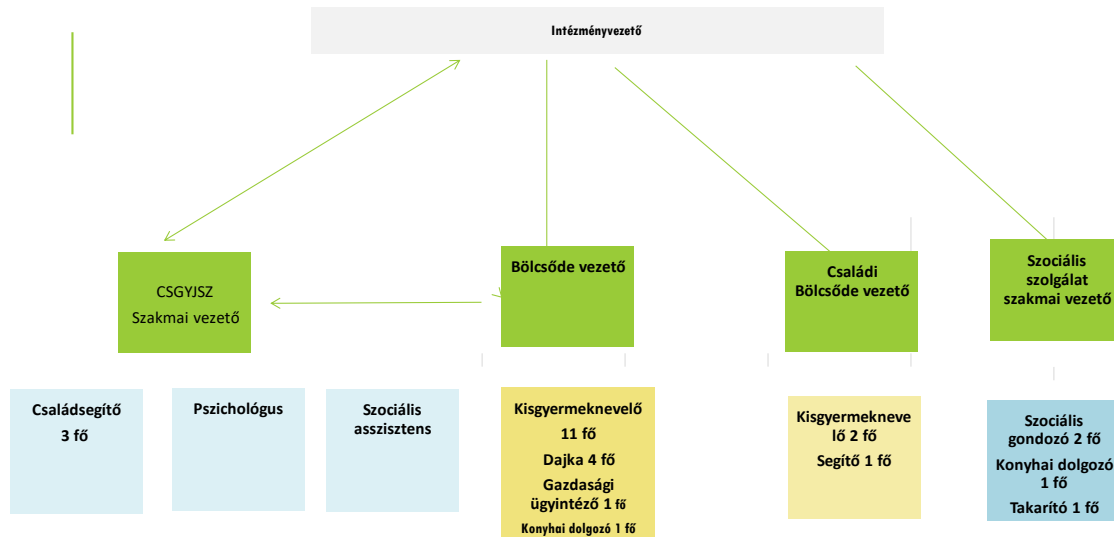 Intézményvezető
CSGYJSZ
Szakmai vezető
Bölcsőde vezető
Családi
Bölcsőde vezető
Szociális
szolgálat
szakmai vezető
Családsegítő
3 fő
Pszichológus
Szociális
asszisztens
Kisgyermeknevelő
11 fő
Dajka 4 fő
Gazdasági
ügyintéző 1 fő
Konyhai dolgozó 1 fő
Kisgyermekneve
lő 2 fő
Segítő 1 fő
Szociális
gondozó 2 fő
Konyhai dolgozó
1 fő
Takarító 1 fő